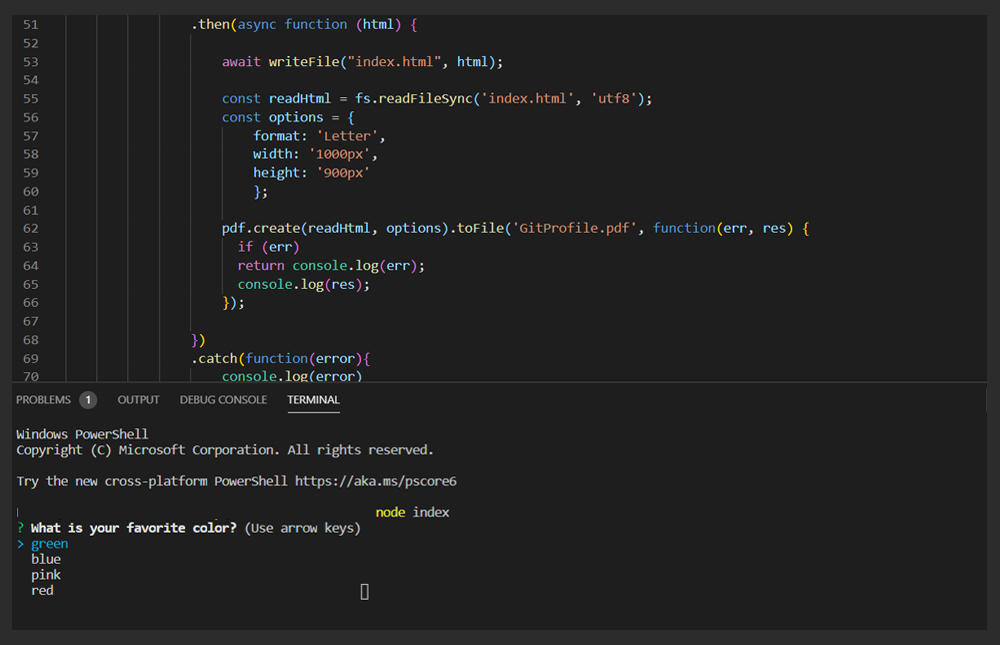 51 .then(async function (html) {
52
53 await writeFile("index.html", html);
54
55 const readHtml = fs.readFileSync('index.html', 'utf8');
56 const options = {
57 format: 'Letter',
58 width: '1000px',
59 height: '900px'
60 };
61
62 pdf.create(readHtml, options).toFile('GitProfile.pdf', function(err, res) {
63 if (err)
64 return console.log(err);
65 console.log(res);
66 });
67
68 })
69 .catch(function(error){
70 console.log(error)
PROBLEMS 1 OUTPUT DEBUG CONSOLE TERMINAL
Windows PowerShell
Copyright (C) Microsoft Corporation. All rights reserved.
Try the new cross-platform PowerShell https://aka.ms/pscore6
node index
? What is your favorite color? (Use arrow keys)
> green
blue
pink
red